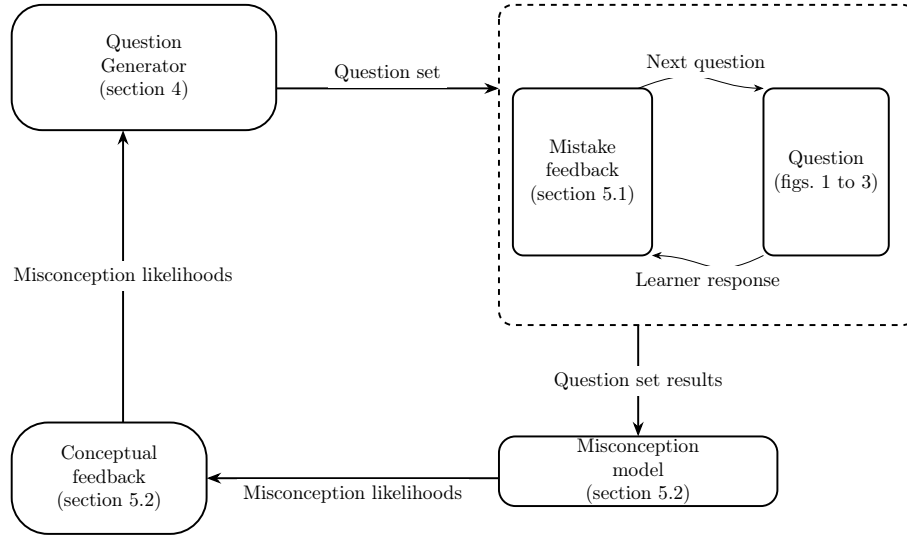 Question
Generator
(section 4)
Question set
Next question
Mistake
feedback
(section 5.1)
Question
(figs. 1 to 3)
Learner response
Misconception likelihoods
Question set results
Conceptual
feedback
(section 5.2)
Misconception likelihoods
Misconception
model
(section 5.2)